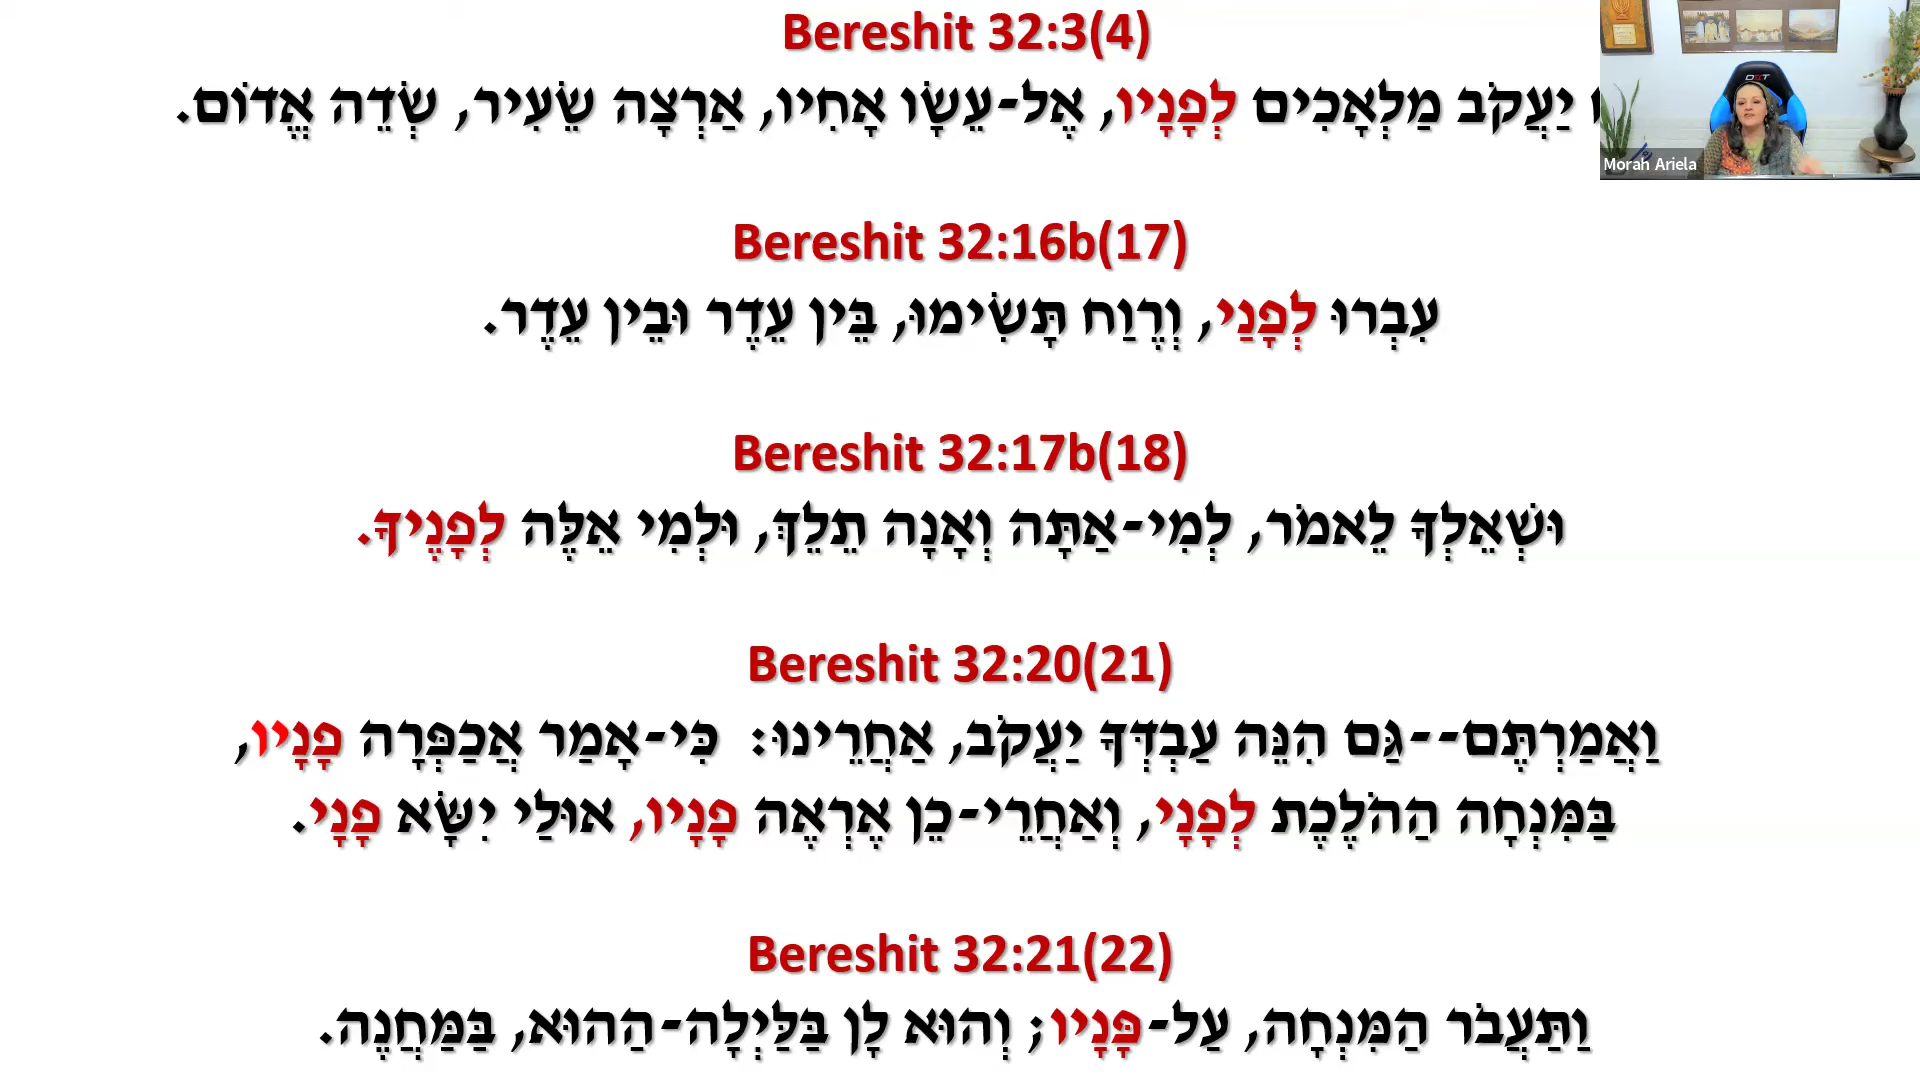 Bereshit 32:3(4)
יַעֲקֹב מַלְאָכִים לְפָנָיו, אֶל-עֵשָׂו אָחִיו, אַרְצָה שֵׂעִיר, שְׂדֵה אֱדוֹם.
Morah Ariela
Bereshit 32:16b(17)
עִבְרוּ לְפָנַי, וְרֶוַח תָּשִׂימוּ, בֵּין עֵדֶר וּבֵין עֵדֶר.
Bereshit 32:17b(18)
וּשְׁאֵלְךָ לֵאמֹר, לְמִי-אַתָּה וְאָנָה תֵלֵךְ, וּלְמִי אֵלֶּה לְפָנֶיךָ.
Bereshit 32:20(21)
וַאֲמַרְתֶּם--גַּם הִנֵּה עַבְדְּךָ יַעֲקֹב, אַחֲרֵינוּ: כִּי-אָמַר אֲכַפְּרָה פָנָיו,
בַּמִּנְחָה הַהֹלֶכֶת לְפָנָי, וְאַחֲרֵי-כֵן אֶרְאֶה פָנָיו, אוּלַי יִשָּׂא פָנָי.
Bereshit 32:21(22)
וַתַּעֲבֹר הַמִּנְחָה, עַל-פָּנָיו; וְהוּא לָן בַּלַּיְלָה-הַהוּא, בַּמַּחֲנֶה.